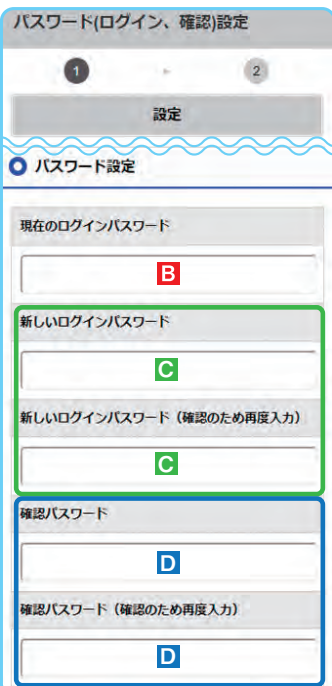 パスワード(ログイン、確認)設定
1 2
設定
パスワード設定
現在のログインパスワード
B
新しいログインパスワード
C
新しいログインパスワード（確認のため再度入力）
C
確認パスワード
D
確認パスワード（確認のため再度入力）
D